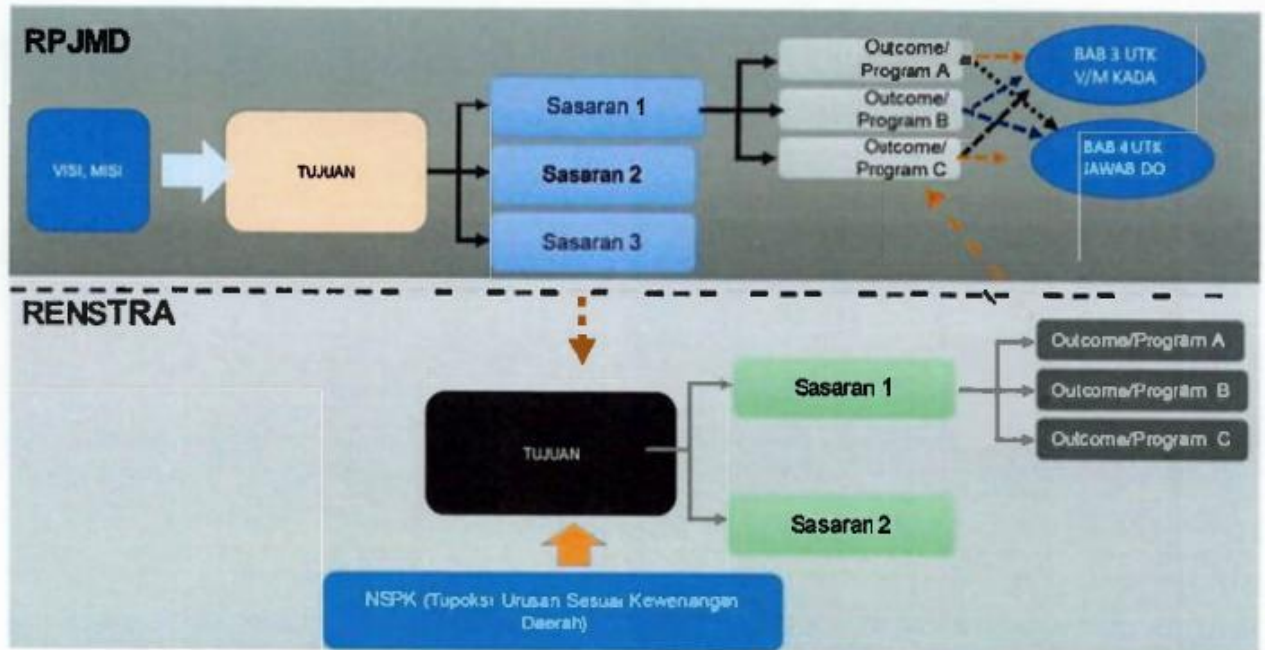 RPJMD
VISI, MISI
TUJUAN
Sasaran 1
Sasaran 2
Sasaran 3
Outcome/
Program A
Outcome/
Program B
Outcome/
Program C
BAB 3 UTK
V/M KADA
BAB 4 UTK
JAWAB DO
RENSTRA
TUJUAN
Sasaran 1
Sasaran 2
Outcome/Program A
Outcome/Program B
Outcome/Program C
NSPK (Tupoksi Urusan Sesuai Kewenangan
Daerah)